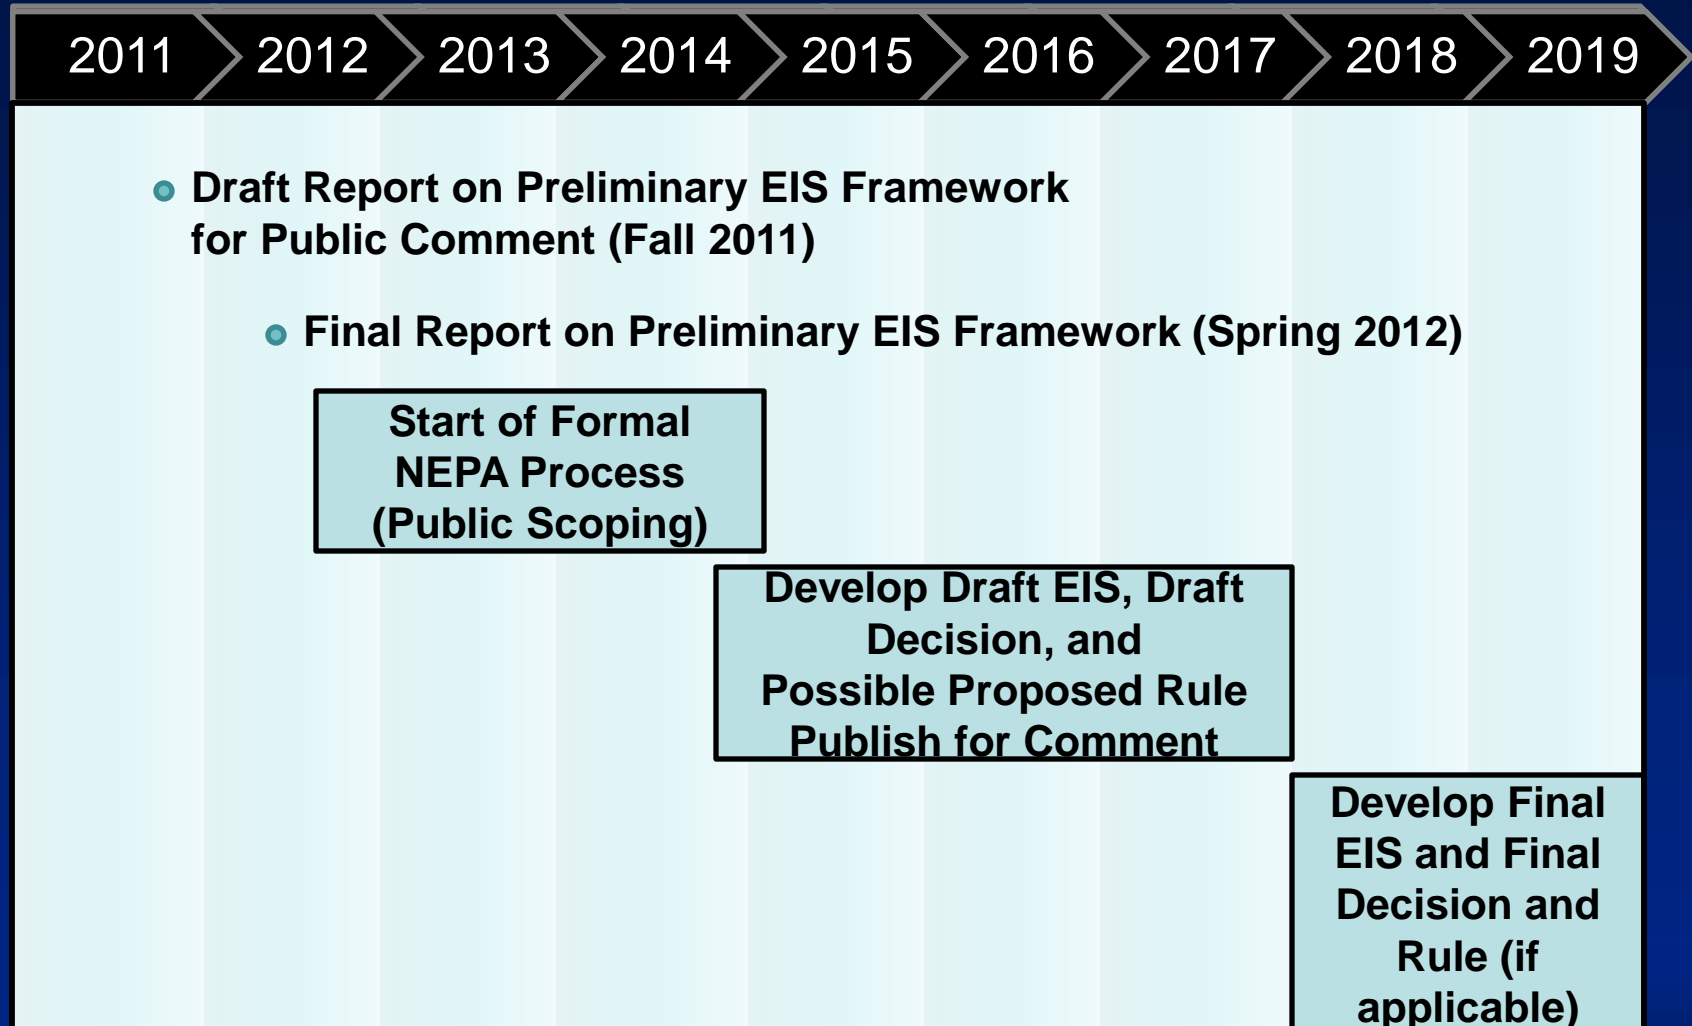 2011 2012 2013 2014 2015 2016 2017 2018 2019
Draft Report on Preliminary EIS Framework
for Public Comment (Fall 2011)
Final Report on Preliminary EIS Framework (Spring 2012)
Start of Formal
NEPA Process
(Public Scoping)
Develop Draft EIS, Draft
Decision, and
Possible Proposed Rule
Publish for Comment
Develop Final
EIS and Final
Decision and
Rule (if
applicable)